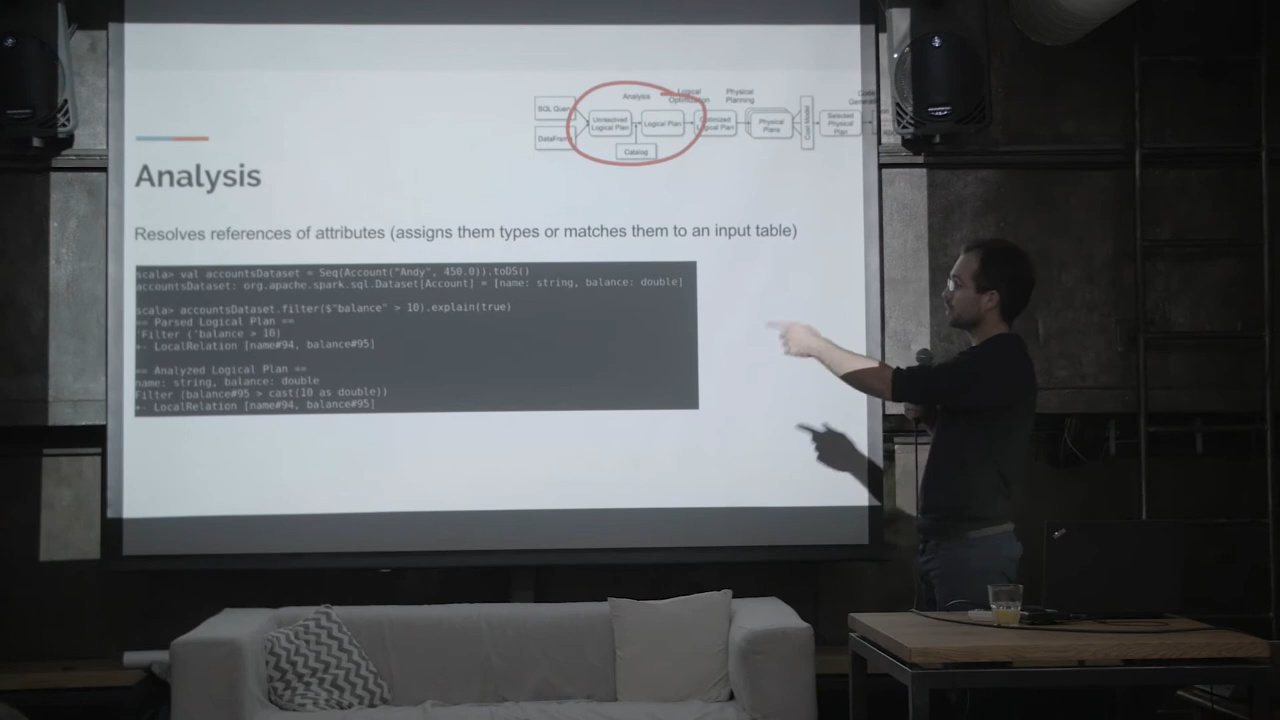 Analysis
Logical
Optimization
Physical
Planning
SQL Query
DataFrame
Unresolved
Logical Plan
Logical Plan
Catalog
Optimized
Logical Plan
Physical
Plans
Cost Model
Selected
Physical
Plan
Analysis
Resolves references of attributes (assigns them types or matches them to an input table)
scala> val accountsDataset = Seq(Account("Andy", 450.0)).toDS()
accountsDataset: org.apache.spark.sql.Dataset[Account] = [name: string, balance: double]
scala> accountsDataset.filter($"balance" > 10).explain(true)
== Parsed Logical Plan ==
'Filter ('balance > 10)
+- LocalRelation [name#94, balance#95]
== Analyzed Logical Plan ==
name: string, balance: double
Filter (balance#95 > cast(10 as double))
+- LocalRelation [name#94, balance#95]